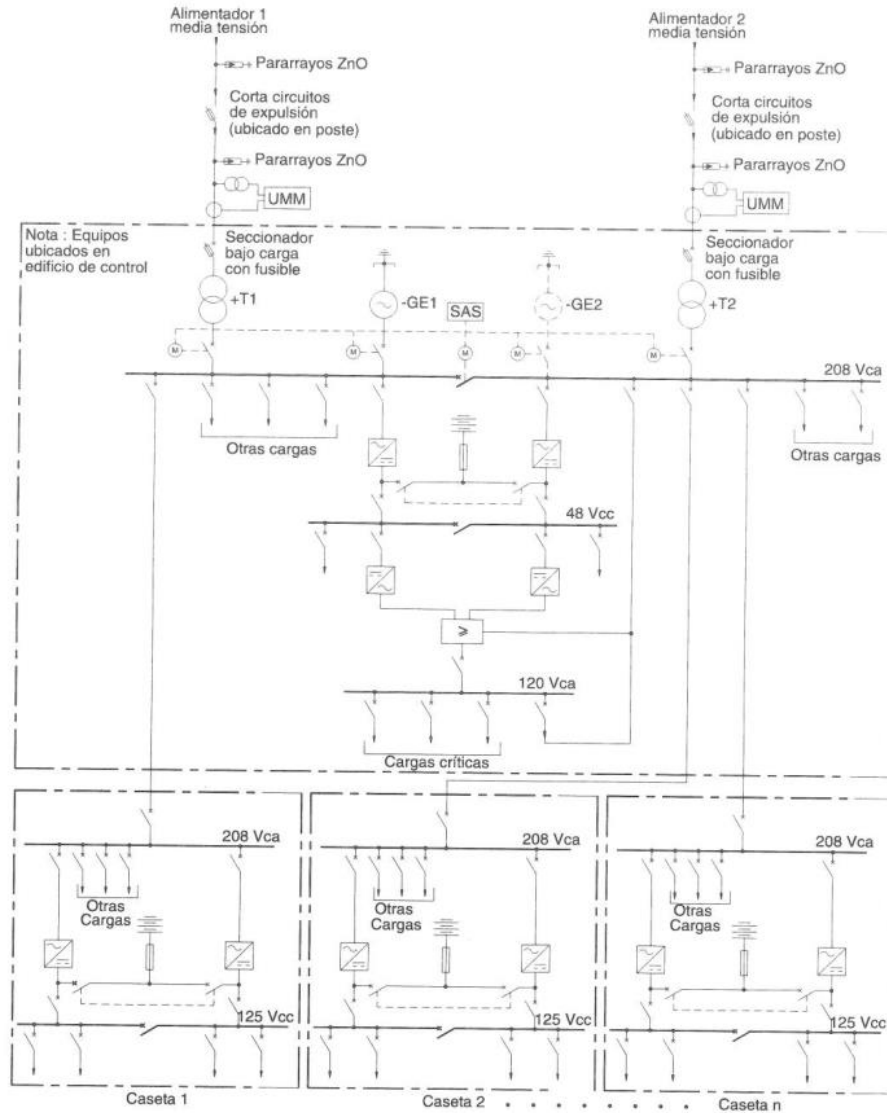 Alimentador 1
media tensión
Alimentador 2
media tensión
Pararrayos ZnO
Pararrayos ZnO
Corta circuitos
de expulsión
(ubicado en poste)
Corta circuitos
de expulsión
(ubicado en poste)
Pararrayos ZnO
Pararrayos ZnO
UMM
UMM
Nota : Equipos
ubicados en
edificio de control
Seccionador
bajo carga
con fusible
Seccionador
bajo carga
con fusible
+T1
-GE1
SAS
-GE2
+T2
M
M
M
M
M
208 Vca
Otras cargas
Otras cargas
48 Vcc
≥
120 Vca
Cargas críticas
208 Vca
208 Vca
208 Vca
Otras
Cargas
Otras
Cargas
Otras
Cargas
125 Vcc
125 Vcc
125 Vcc
Caseta 1
Caseta 2 . . . . . . . . Caseta n